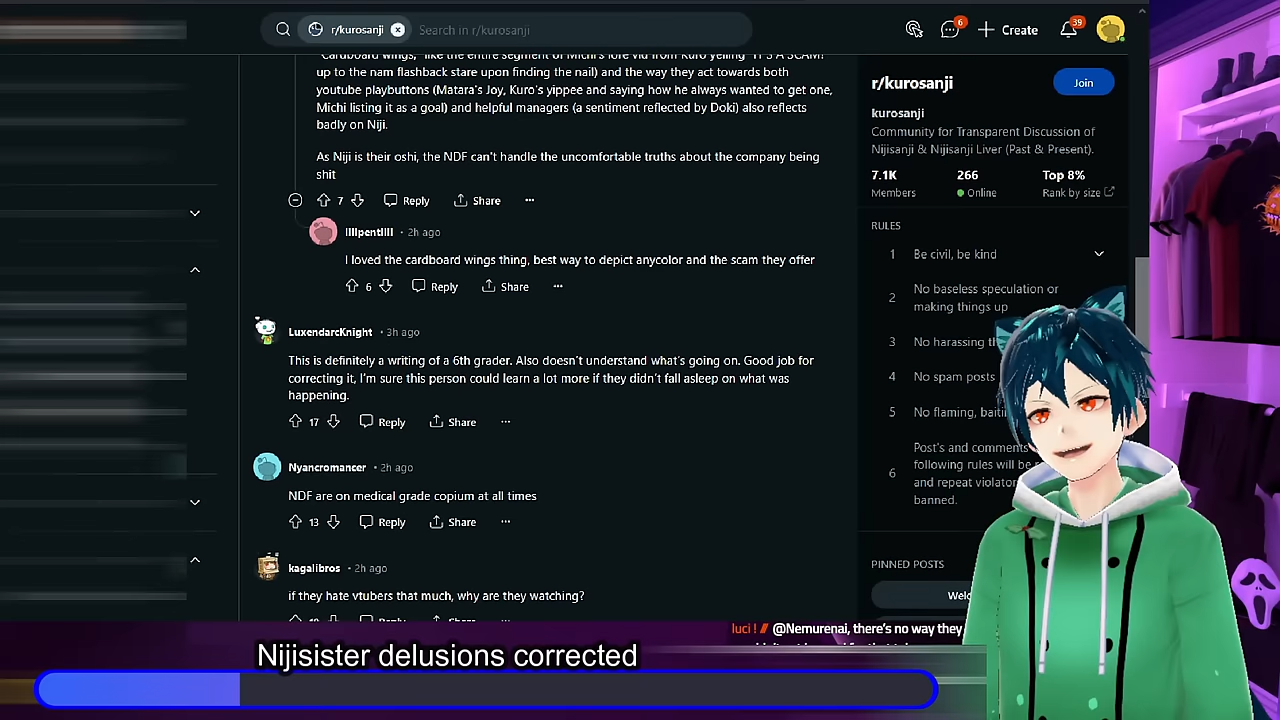 r/kurosanji
Search in r/kurosanji
6
Create
39
"Cardboard wings," like the entire segment of Michi's lore vid from Kuro yelling "IT'S A SCAM!"
up to the nam flashback stare upon finding the nail) and the way they act towards both
youtube playbuttons (Matara's Joy, Kuro's yippee and saying how he always wanted to get one,
Michi listing it as a goal) and helpful managers (a sentiment reflected by Doki) also reflects
badly on Niji.
As Niji is their oshi, the NDF can't handle the uncomfortable truths about the company being
shit
7
Reply
Share
llllpentllll • 2h ago
I loved the cardboard wings thing, best way to depict anycolor and the scam they offer
6
Reply
Share
LuxendarcKnight • 3h ago
This is definitely a writing of a 6th grader. Also doesn't understand what's going on. Good job for
correcting it, I'm sure this person could learn a lot more if they didn't fall asleep on what was
happening.
17
Reply
Share
Nyancromancer • 2h ago
NDF are on medical grade copium at all times
13
Reply
Share
kagalibros • 2h ago
if they hate vtubers that much, why are they watching?
r/kurosanji
Join
kurosanji
Community for Transparent Discussion of
Nijisanji & Nijisanji Liver (Past & Present).
7.1K
266
Top 8%
Members
Online
Rank by size
RULES
1 Be civil, be kind
2 No baseless speculation or
making things up
3 No harassing
4 No spam posts
5 No flaming,
6 Post's and comments
following rules will be
and repeat
banned.
PINNED POSTS
luci ! // @Nemurenai, there's no way they
Nijisister delusions corrected